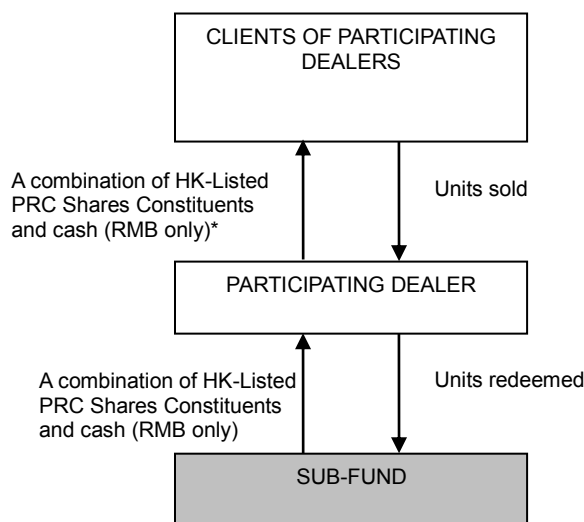 CLIENTS OF PARTICIPATING
DEALERS
A combination of HK-Listed
PRC Shares Constituents
and cash (RMB only)*
Units sold
PARTICIPATING DEALER
A combination of HK-Listed
PRC Shares Constituents
and cash (RMB only)
Units redeemed
SUB-FUND